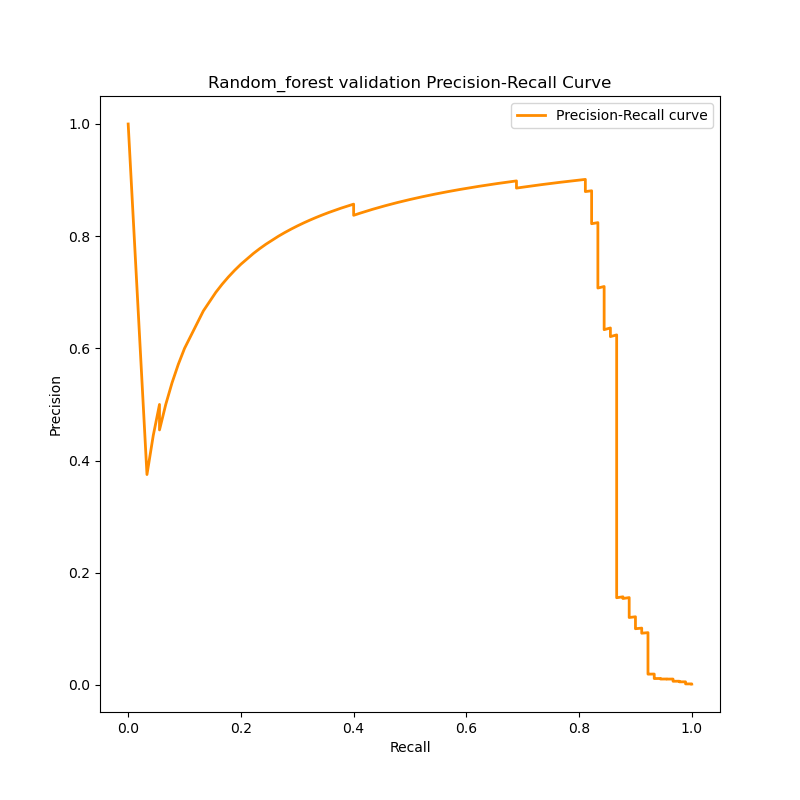 Random_forest validation Precision-Recall Curve
Precision-Recall curve
1.0
0.8
0.6
0.4
0.2
0.0
Precision
0.0 0.2 0.4 0.6 0.8 1.0
Recall